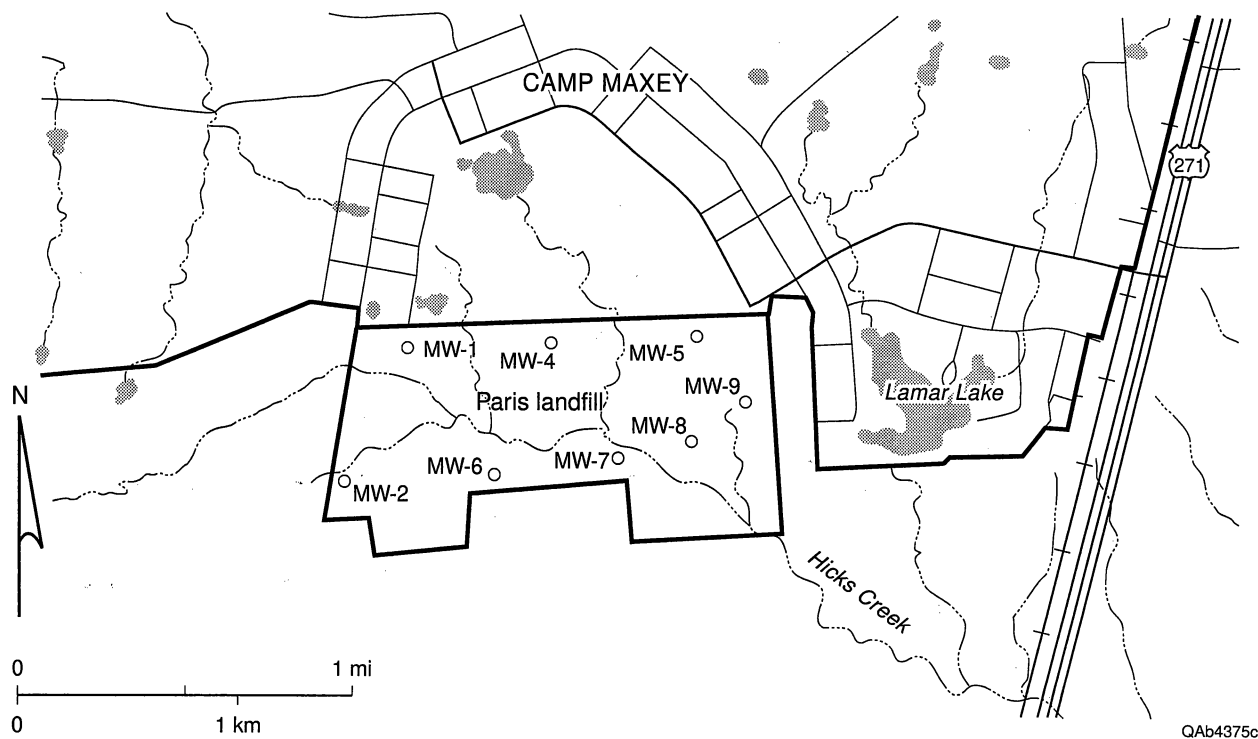 CAMP MAXEY
271
MW-1
MW-4
MW-5
MW-9
Paris landfill
Lamar Lake
MW-8
MW-7
MW-6
MW-2
N
Hicks Creek
0 1 mi
0 1 km
QAb4375c